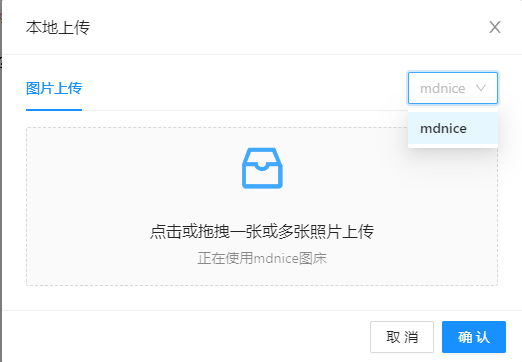 本地上传
图片上传
mdnice
mdnice
点击或拖拽一张或多张照片上传
正在使用mdnice图床
取 消
确 认